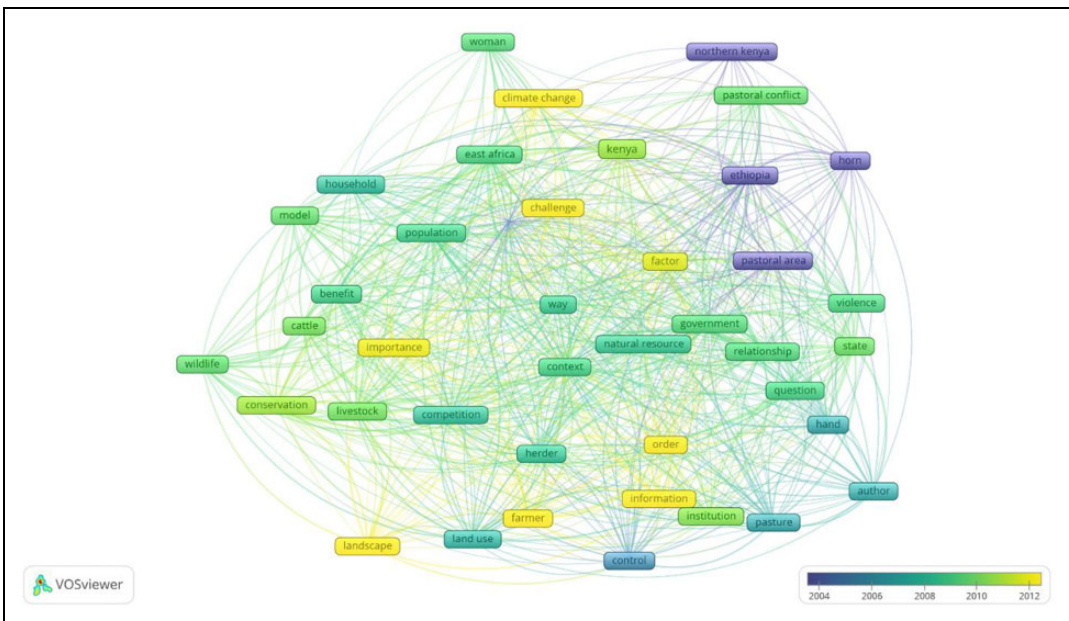 woman
northern kenya
climate change
pastoral conflict
kenya
east africa
horn
ethiopia
household
challenge
model
population
factor
pastoral area
benefit
way
violence
government
cattle
natural resource
importance
relationship
state
wildlife
context
question
conservation
livestock
competition
hand
order
herder
author
information
farmer
institution
pasture
land use
landscape
control
VOSviewer
2004 2006 2008 2010 2012